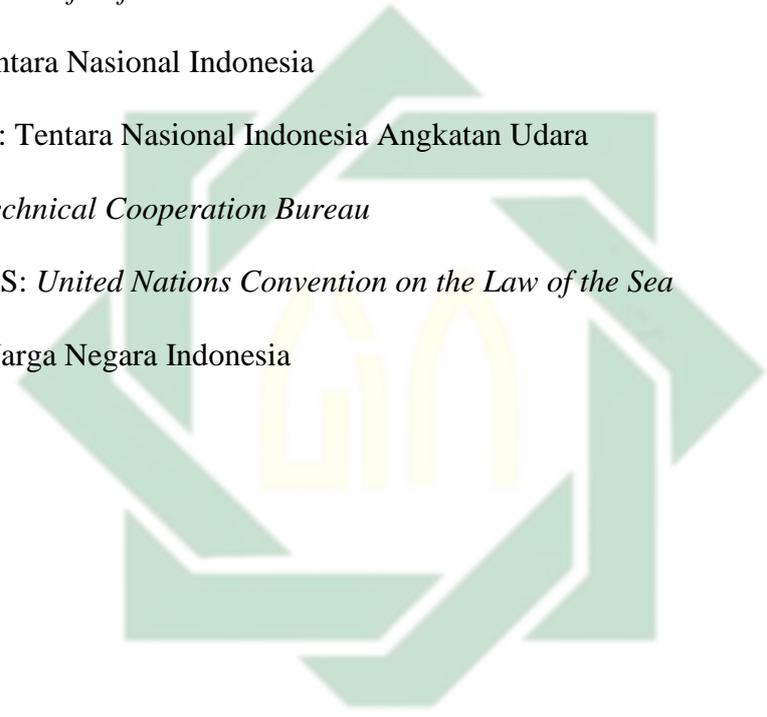 ntara Nasional Indonesia
: Tentara Nasional Indonesia Angkatan Udara
chnical Cooperation Bureau
S: United Nations Convention on the Law of the Sea
arga Negara Indonesia